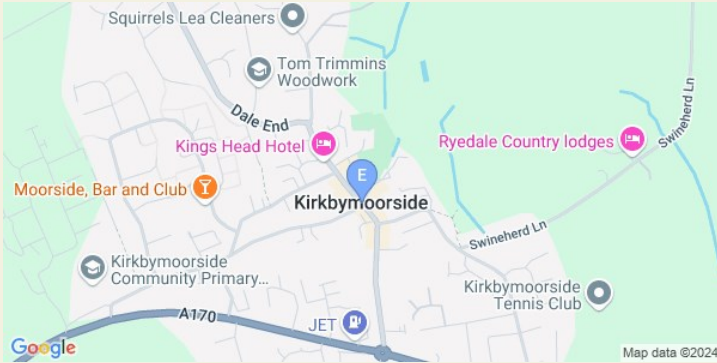 Squirrels Lea Cleaners
Tom Trimmins
Woodwork
Dale End
Kings Head Hotel
Ryedale Country lodges
Swineherd Ln
Moorside, Bar and Club
E
Kirkbymoorside
Swineherd Ln
Kirkbymoorside
Community Primary...
Kirkbymoorside
Tennis Club
A170
JET
Google
Map data ©2024